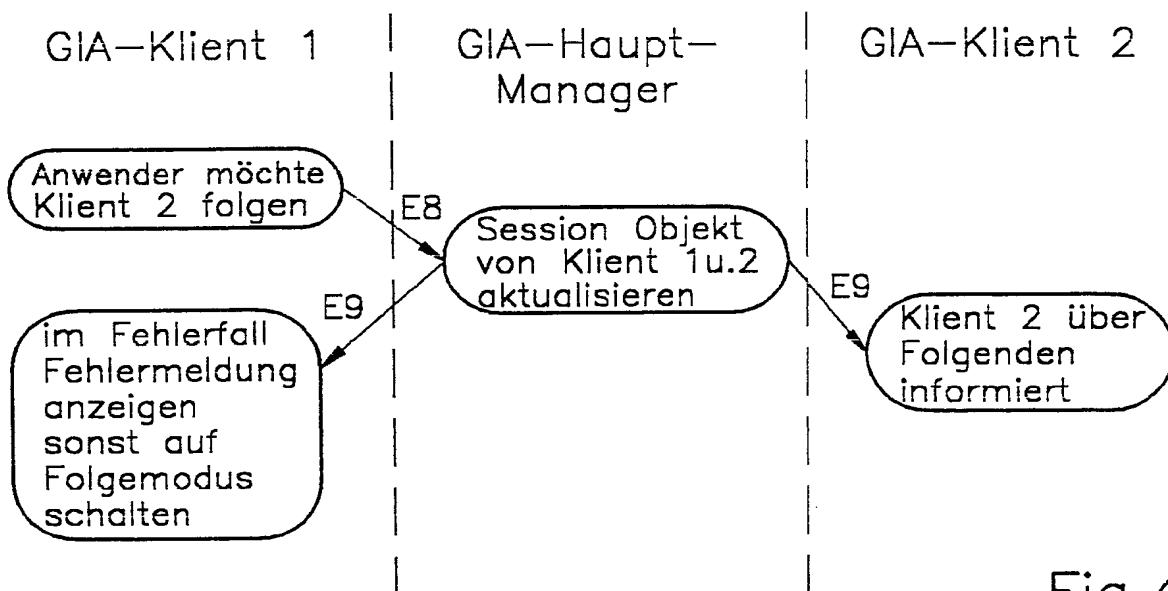 GIA-Klient 1
GIA-Haupt-
Manager
GIA-Klient 2
Anwender möchte
Klient 2 folgen
E8
Session Objekt
von Klient 1u.2
aktualisieren
E9
E9
im Fehlerfall
Fehlermeldung
anzeigen
sonst auf
Folgemodus
schalten
Klient 2 über
Folgenden
informiert
Fig